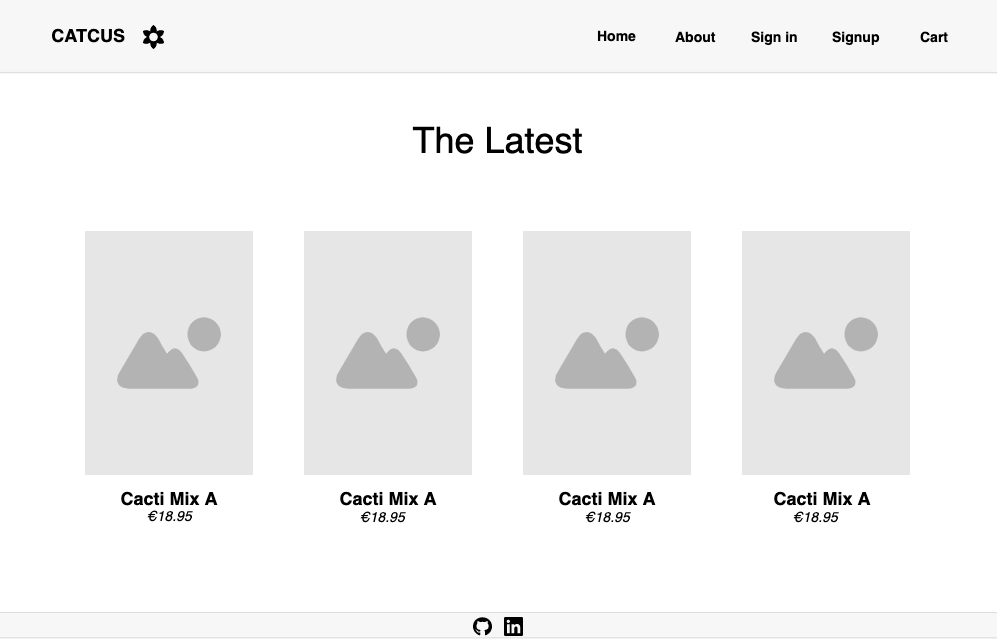 CATCUS
Home About Sign in Signup Cart
The Latest
Cacti Mix A Cacti Mix A Cacti Mix A Cacti Mix A
€18.95 €18.95 €18.95 €18.95
in